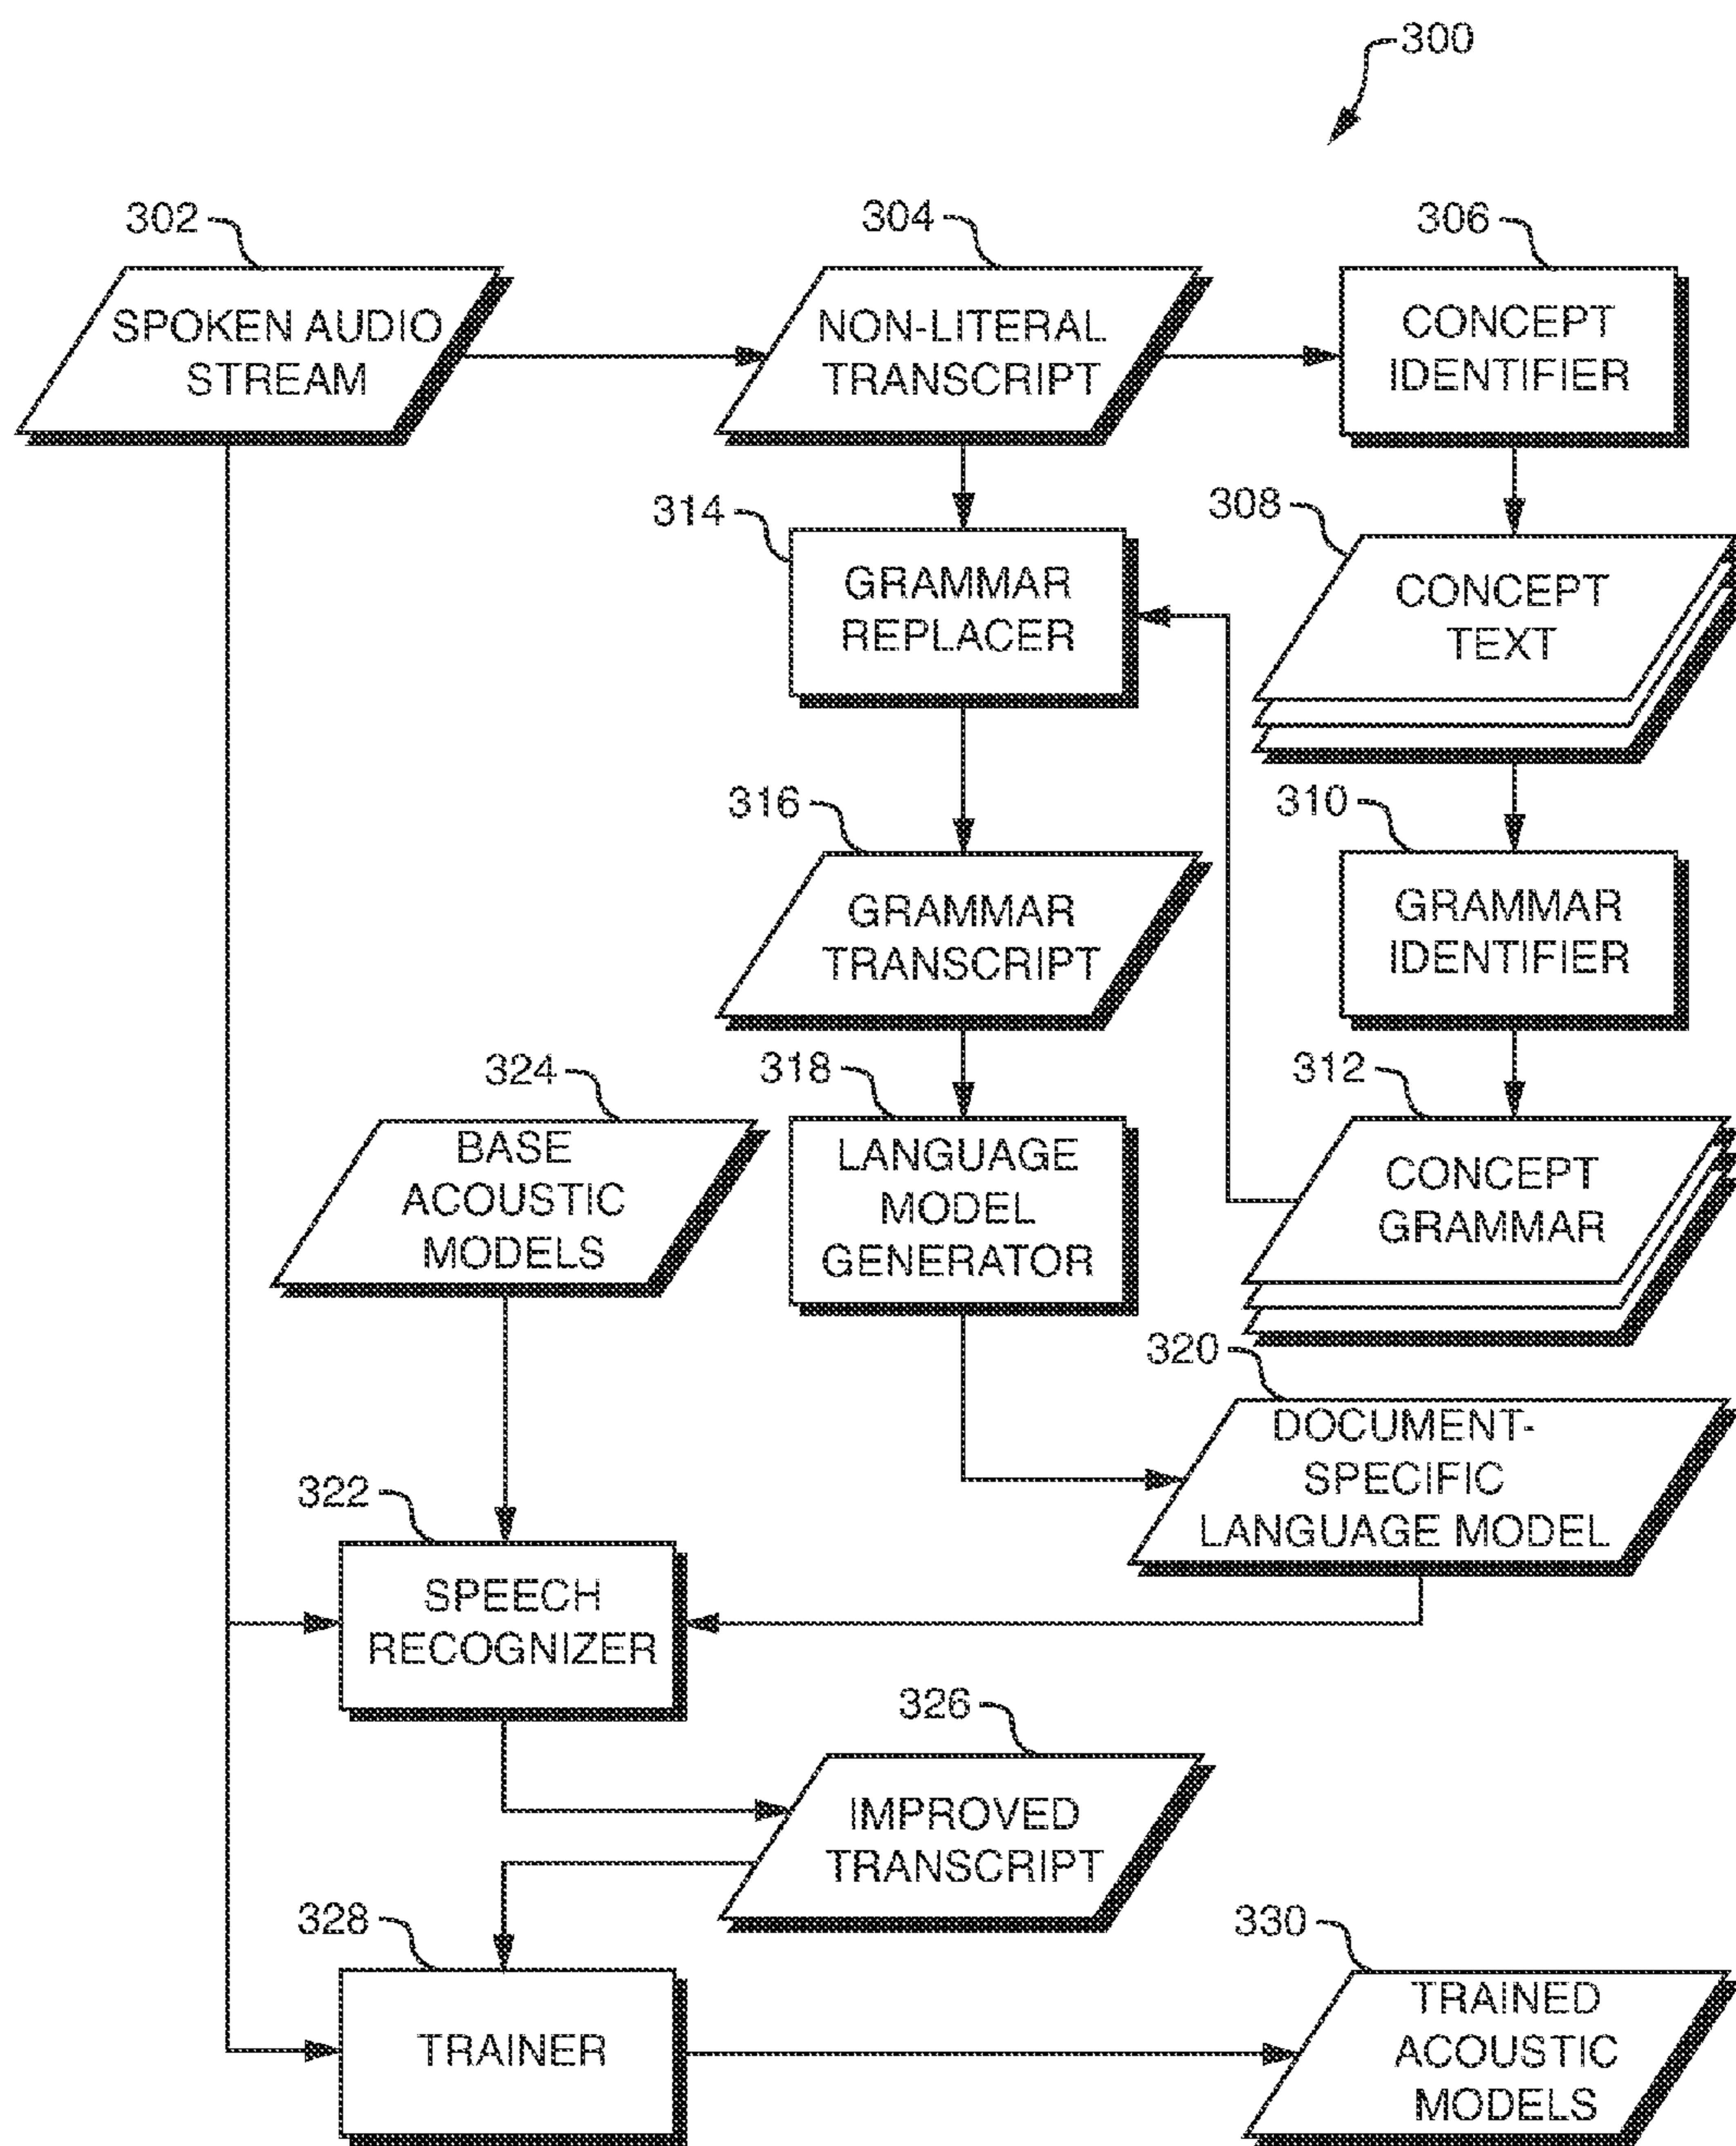 300
302
304
306
SPOKEN AUDIO
STREAM
NON-LITERAL
TRANSCRIPT
CONCEPT
IDENTIFIER
314
308
GRAMMAR
REPLACER
CONCEPT
TEXT
316
310
GRAMMAR
TRANSCRIPT
GRAMMAR
IDENTIFIER
324
318
312
BASE
ACOUSTIC
MODELS
LANGUAGE
MODEL
GENERATOR
CONCEPT
GRAMMAR
320
DOCUMENT-
SPECIFIC
LANGUAGE MODEL
322
SPEECH
RECOGNIZER
326
IMPROVED
TRANSCRIPT
328
330
TRAINER
TRAINED
ACOUSTIC
MODELS